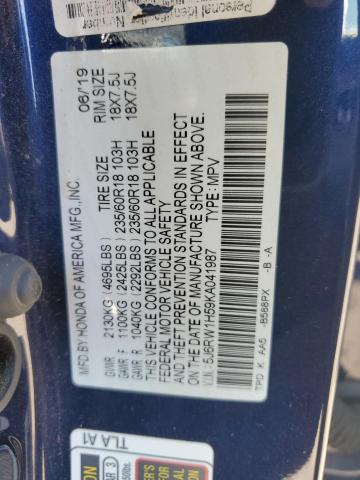 MFD. BY HONDA OF AMERICA MFG., INC. 06/'19
TIRE SIZE RIM SIZE
GVWR 2130KG (4695LBS)
GAWR F 1100KG (2425LBS) 235/60R18 103H 18X7.5J
GAWR R 1040KG (2292LBS) 235/60R18 103H 18X7.5J
THIS VEHICLE CONFORMS TO ALL APPLICABLE
FEDERAL MOTOR VEHICLE SAFETY
THEFT PREVENTION STANDARDS IN EFFECT
ON THE DATE OF MANUFACTURE SHOWN ABOVE.
V.I.N.: 5J6RW1H59KA041987 TYPE: MPV
TPD K AA5 -B588PX -B -A
TLA A1
Number